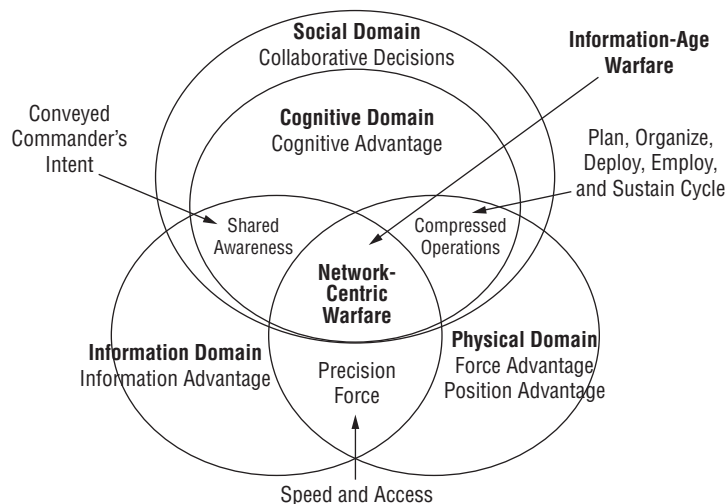 Social Domain
Collaborative Decisions
Information-Age
Warfare
Conveyed
Commander's
Intent
Cognitive Domain
Cognitive Advantage
Plan, Organize,
Deploy, Employ,
and Sustain Cycle
Shared
Awareness
Compressed
Operations
Network-
Centric
Warfare
Information Domain
Information Advantage
Physical Domain
Force Advantage
Position Advantage
Precision
Force
Speed and Access